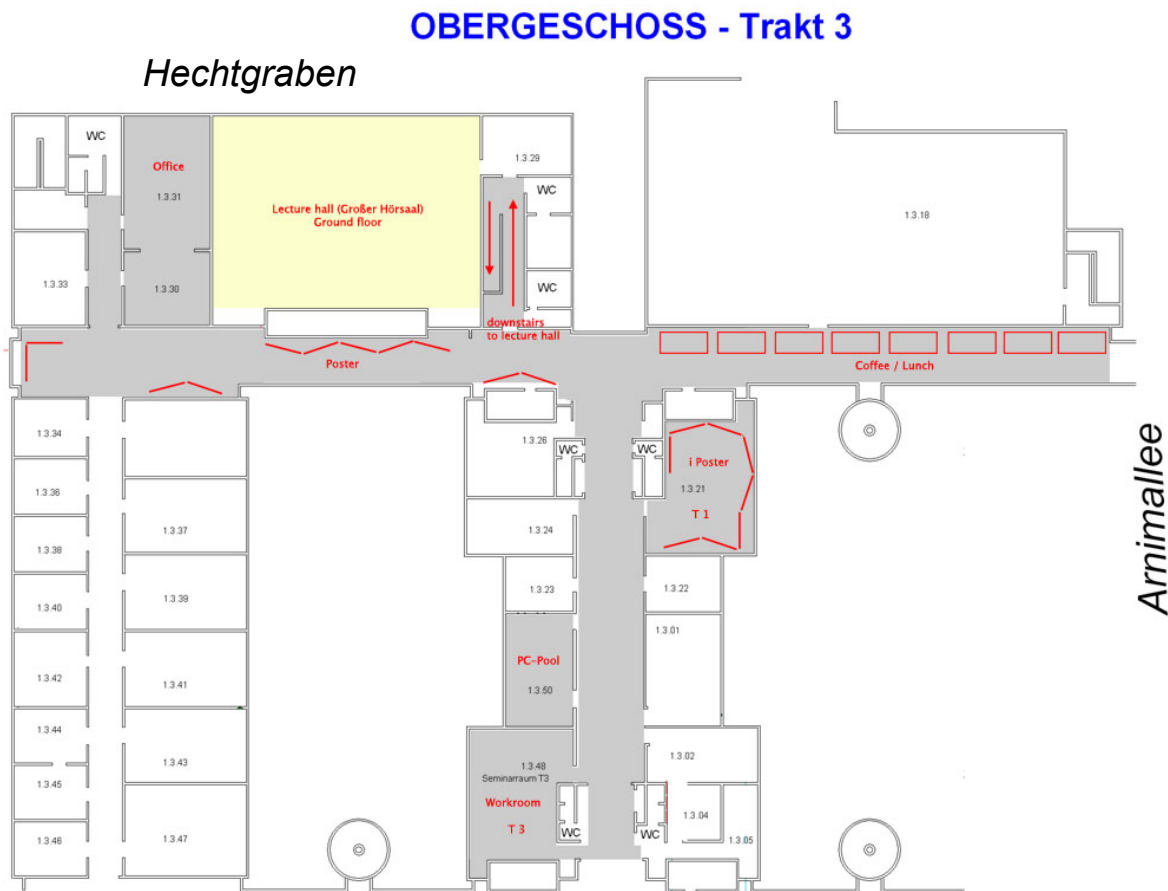 OBERGESCHOSS - Trakt 3
Hechtgraben
WC
Office
1.3.31
1.3.29
WC
Lecture hall (Großer Hörsaal)
Ground floor
1.3.18
1.3.33
1.3.30
WC
downstairs
to lecture hall
Poster
Coffee / Lunch
Arnimallee
1.3.34
1.3.26
WC
WC
i Poster
1.3.21
T 1
1.3.36
1.3.37
1.3.24
1.3.38
1.3.40
1.3.39
1.3.23
1.3.22
1.3.01
PC-Pool
1.3.50
1.3.42
1.3.41
1.3.44
1.3.43
1.3.48
Seminarraum T3
1.3.02
1.3.45
Workroom
T 3
1.3.04
WC
WC
1.3.46
1.3.47
1.3.05